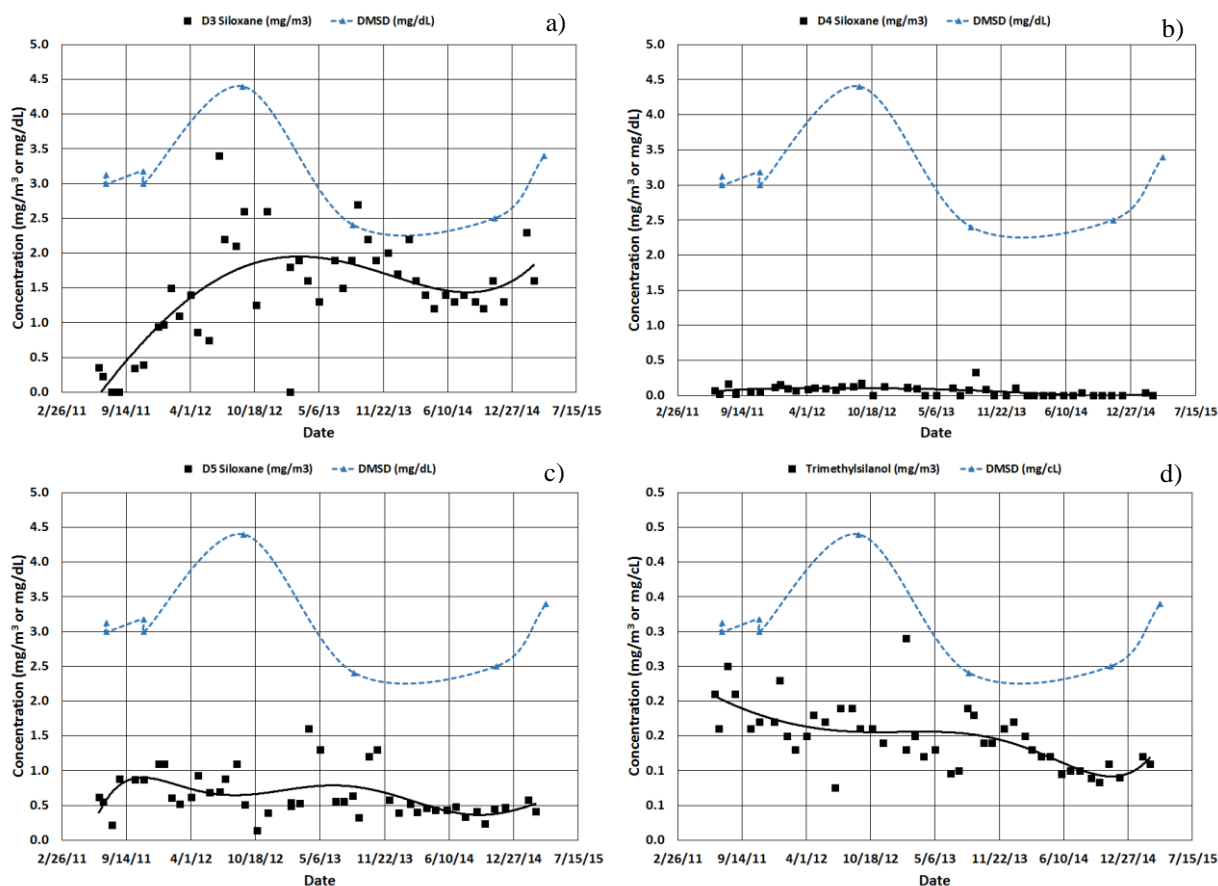 D3 Siloxane (mg/m3) DMSD (mg/dL) a)
5.0
4.5
4.0
3.5
3.0
2.5
2.0
1.5
1.0
0.5
0.0
Concentration (mg/m³ or mg/dL)
2/26/11 9/14/11 4/1/12 10/18/12 5/6/13 11/22/13 6/10/14 12/27/14 7/15/15
Date
D4 Siloxane (mg/m3) DMSD (mg/dL) b)
5.0
4.5
4.0
3.5
3.0
2.5
2.0
1.5
1.0
0.5
0.0
Concentration (mg/m³ or mg/dL)
2/26/11 9/14/11 4/1/12 10/18/12 5/6/13 11/22/13 6/10/14 12/27/14 7/15/15
Date
D5 Siloxane (mg/m3) DMSD (mg/dL) c)
5.0
4.5
4.0
3.5
3.0
2.5
2.0
1.5
1.0
0.5
0.0
Concentration (mg/m³ or mg/dL)
2/26/11 9/14/11 4/1/12 10/18/12 5/6/13 11/22/13 6/10/14 12/27/14 7/15/15
Date
Trimethylsilanol (mg/m3) DMSD (mg/cL) d)
0.5
0.5
0.4
0.4
0.3
0.3
0.2
0.2
0.1
0.1
0.0
Concentration (mg/m³ or mg/cL)
2/26/11 9/14/11 4/1/12 10/18/12 5/6/13 11/22/13 6/10/14 12/27/14 7/15/15
Date